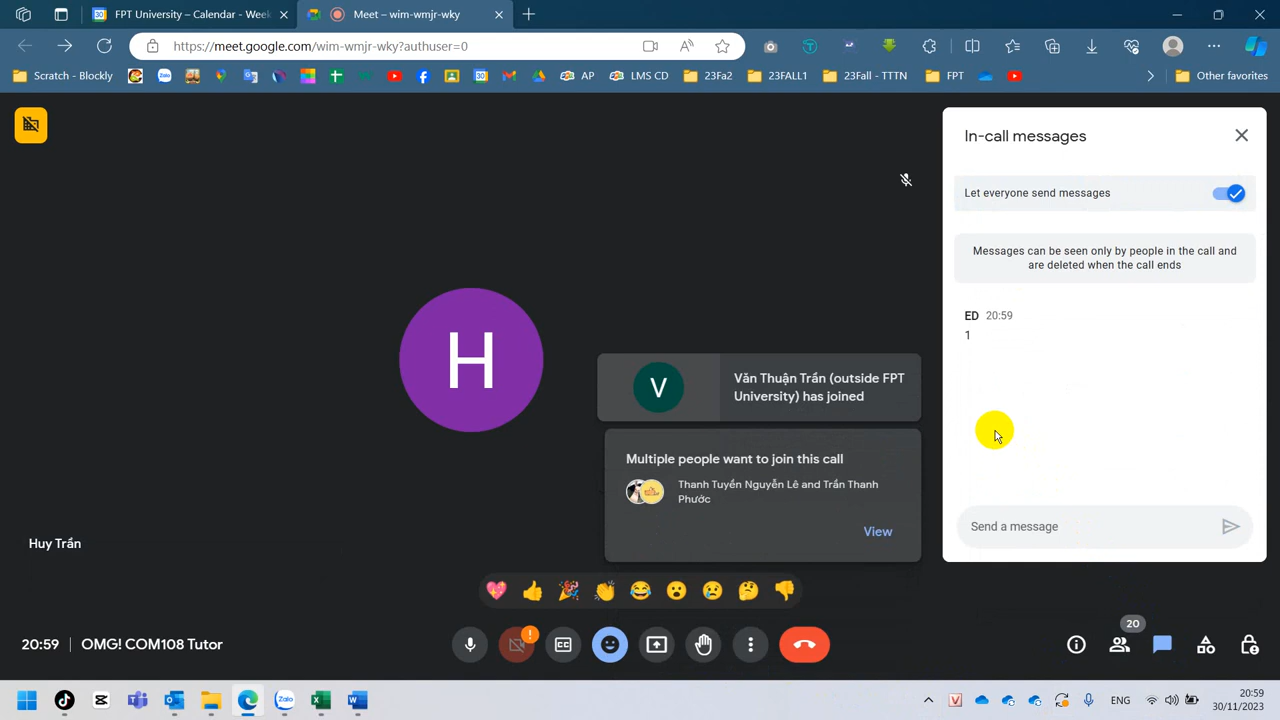 FPT University – Calendar - Week
Meet – wim-wmjr-wky
https://meet.google.com/wim-wmjr-wky?authuser=0
Scratch - Blockly
AP
LMS CD
23Fa2
23FALL1
23Fall - TTTN
FPT
Other favorites
In-call messages
Let everyone send messages
Messages can be seen only by people in the call and
are deleted when the call ends
ED 20:59
1
H
V
Văn Thuận Trần (outside FPT
University) has joined
Multiple people want to join this call
Thanh Tuyền Nguyễn Lê and Trần Thanh
Phước
View
Send a message
Huy Trần
20
20:59 | OMG! COM108 Tutor
ENG
20:59
30/11/2023